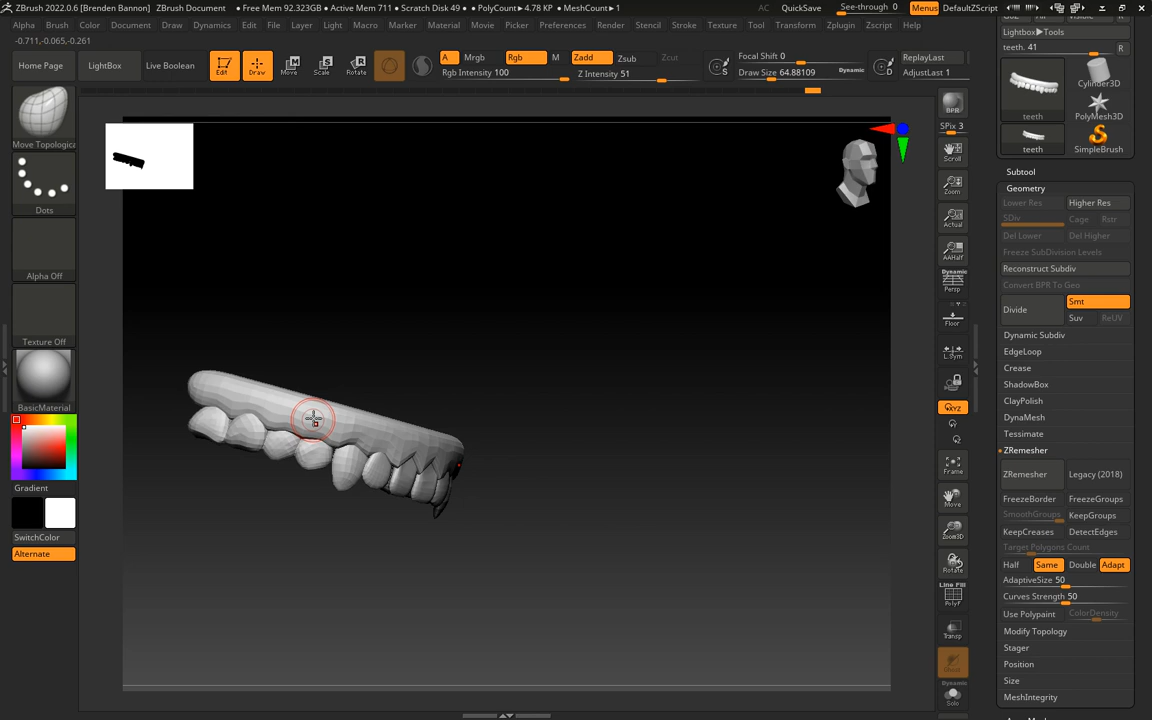 ZBrush 2022.0.6 [Brenden Bannon] ZBrush Document ● Free Mem 92.323GB ● Active Mem 711 ● Scratch Disk 49 ● PolyCount▸4.78 KP ● MeshCount▸1 AC QuickSave See-through 0 Menus DefaultZScript
Alpha Brush Color Document Draw Dynamics Edit File Layer Light Macro Marker Material Movie Picker Preferences Render Stencil Stroke Texture Tool Transform Zplugin Zscript Help
-0.711,-0.065,-0.261
Home Page LightBox Live Boolean Edit Draw Move Scale Rotate
A Mrgb Rgb M Zadd Zsub Zcut
Rgb Intensity 100 Z Intensity 51
Focal Shift 0
Draw Size 64.88109 Dynamic
S D
ReplayLast
AdjustLast 1
Move Topologica
Dots
Alpha Off
Texture Off
BasicMaterial
Gradient
SwitchColor
Alternate
BPR
SPix 3
Scroll
Zoom
Actual
AAHalf
Dynamic
Persp
Floor
L.Sym
XYZ
Frame
Move
Zoom3D
Rotate
Line Fill
PolyF
Transp
Ghost
Dynamic
Solo
GoZ All Visible R
Lightbox▸Tools
teeth. 41 R
teeth Cylinder3D
PolyMesh3D
teeth SimpleBrush
Subtool
Geometry
Lower Res Higher Res
SDiv Cage Rstr
Del Lower Del Higher
Freeze SubDivision Levels
Reconstruct Subdiv
Convert BPR To Geo
Divide Smt
Suv ReUV
Dynamic Subdiv
EdgeLoop
Crease
ShadowBox
ClayPolish
DynaMesh
Tessimate
ZRemesher
ZRemesher Legacy (2018)
FreezeBorder FreezeGroups
SmoothGroups KeepGroups
KeepCreases DetectEdges
Target Polygons Count
Half Same Double Adapt
AdaptiveSize 50
Curves Strength 50
Use Polypaint ColorDensity
Modify Topology
Stager
Position
Size
MeshIntegrity